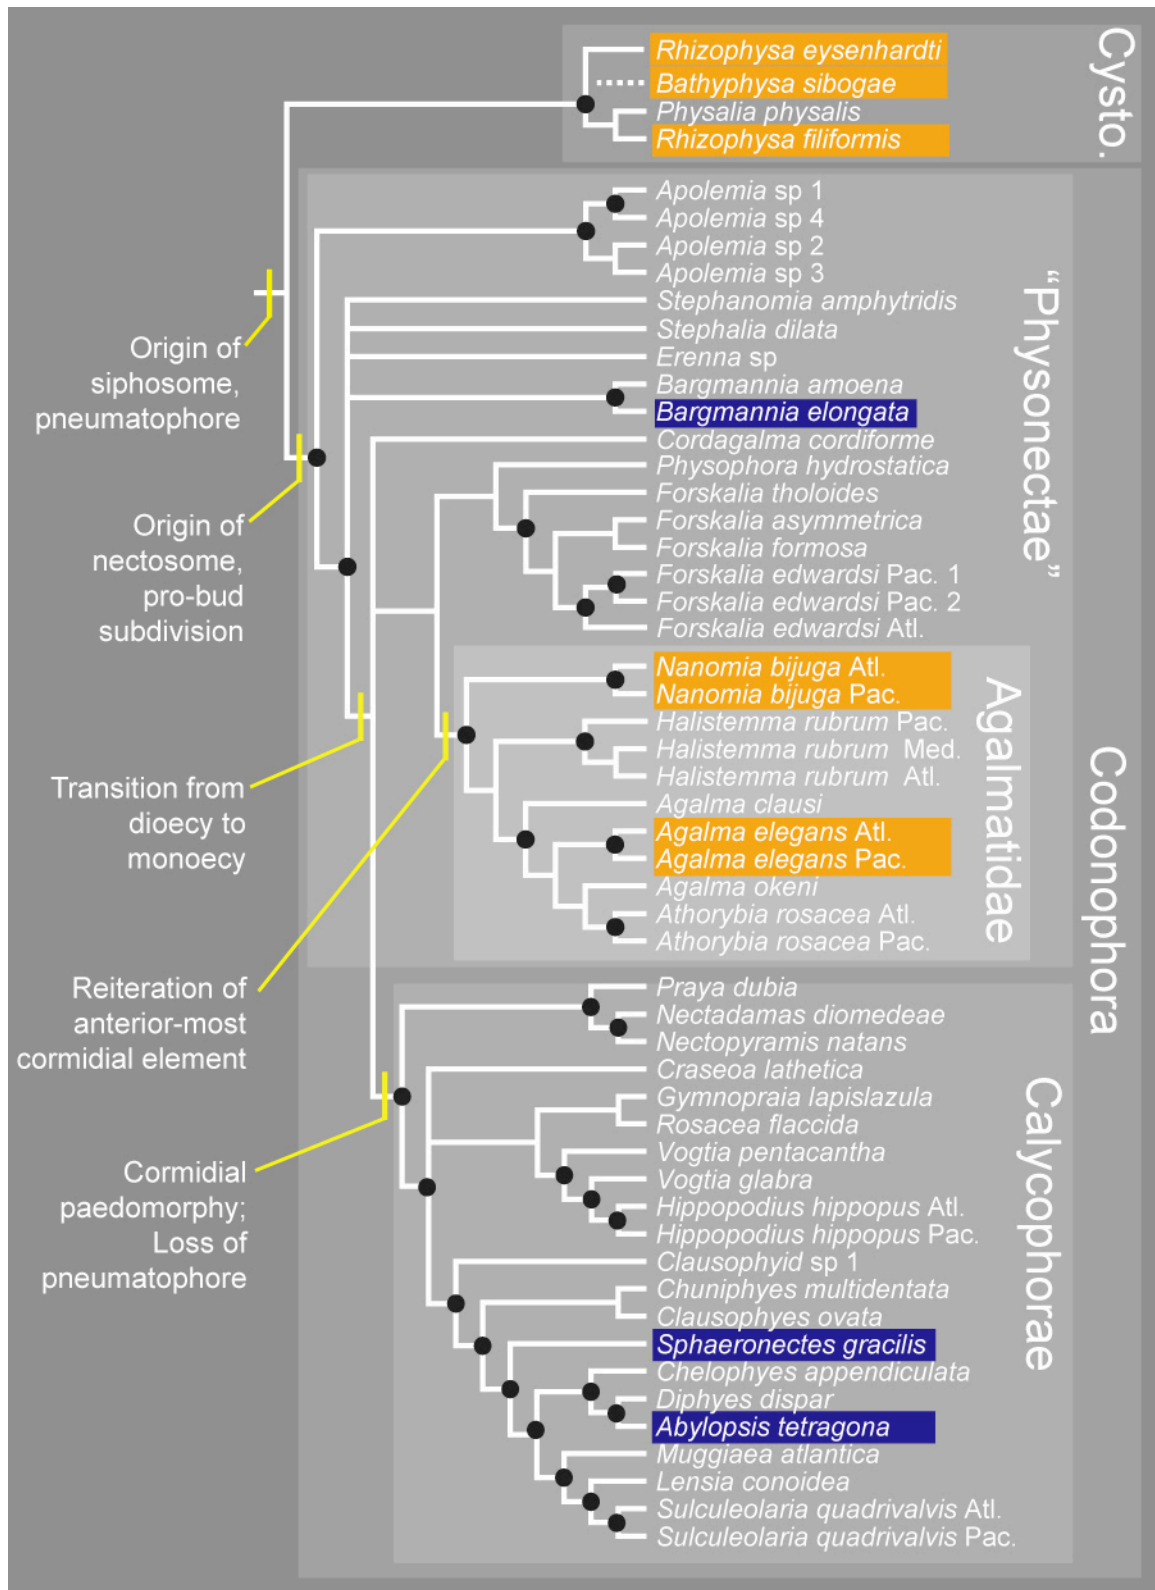 Cysto.
Rhizophysa eysenhardti
Bathyphysa sibogae
Physalia physalis
Rhizophysa filiformis
Codonophora
“Physonectae”
Apolemia sp 1
Apolemia sp 4
Apolemia sp 2
Apolemia sp 3
Stephanomia amphytridis
Stephalia dilata
Erenna sp
Bargmannia amoena
Bargmannia elongata
Cordagalma cordiforme
Physophora hydrostatica
Forskalia tholoides
Forskalia asymmetrica
Forskalia formosa
Forskalia edwardsi Pac. 1
Forskalia edwardsi Pac. 2
Forskalia edwardsi Atl.
Agalmatidae
Nanomia bijuga Atl.
Nanomia bijuga Pac.
Halistemma rubrum Pac.
Halistemma rubrum Med.
Halistemma rubrum Atl.
Agalma clausi
Agalma elegans Atl.
Agalma elegans Pac.
Agalma okeni
Athorybia rosacea Atl.
Athorybia rosacea Pac.
Calycophorae
Praya dubia
Nectadamas diomedeae
Nectopyramis natans
Craseoa lathetica
Gymnopraia lapislazula
Rosacea flaccida
Vogtia pentacantha
Vogtia glabra
Hippopodius hippopus Atl.
Hippopodius hippopus Pac.
Clausophyid sp 1
Chuniphyes multidentata
Clausophyes ovata
Sphaeronectes gracilis
Chelophyes appendiculata
Diphyes dispar
Abylopsis tetragona
Muggiaea atlantica
Lensia conoidea
Sulculeolaria quadrivalvis Atl.
Sulculeolaria quadrivalvis Pac.
Origin of
siphosome,
pneumatophore
Origin of
nectosome,
pro-bud
subdivision
Transition from
dioecy to
monoecy
Reiteration of
anterior-most
cormidial element
Cormidial
paedomorphy;
Loss of
pneumatophore